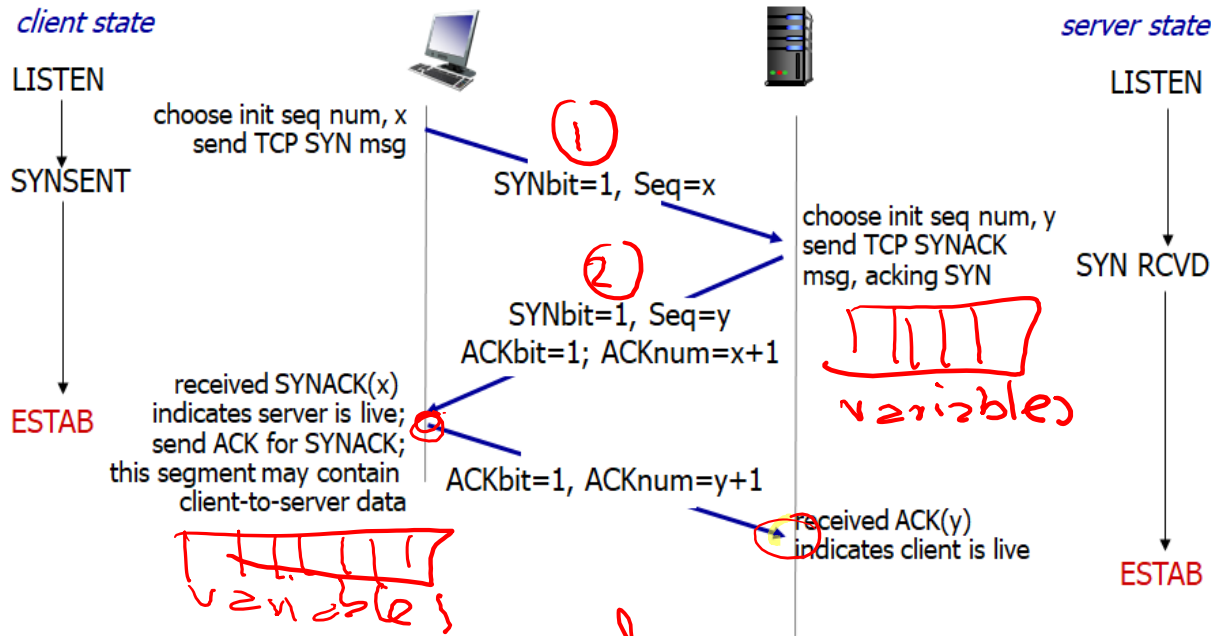 client state
server state
LISTEN
LISTEN
choose init seq num, x
send TCP SYN msg
1
SYNSENT
SYNbit=1, Seq=x
choose init seq num, y
send TCP SYNACK
msg, acking SYN
SYN RCVD
2
SYNbit=1, Seq=y
ACKbit=1; ACKnum=x+1
variables
received SYNACK(x)
indicates server is live;
send ACK for SYNACK;
this segment may contain
client-to-server data
ESTAB
ACKbit=1, ACKnum=y+1
received ACK(y)
indicates client is live
ESTAB
variables